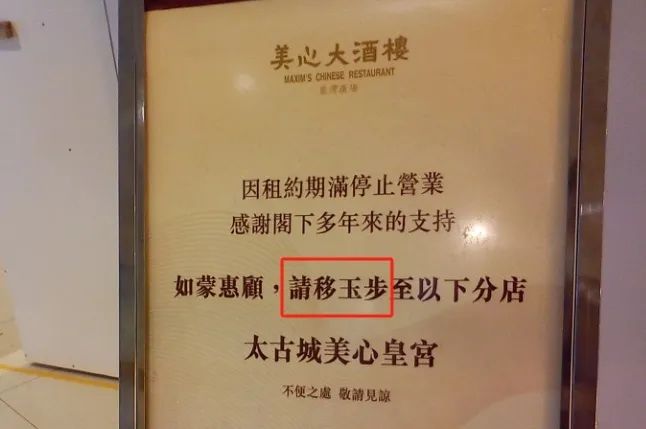 美心大酒樓
MAXIM'S CHINESE RESTAURANT
因租約期滿停止營業
感謝閣下多年來的支持
如蒙惠顧，請移玉步至以下分店
太古城美心皇宮
不便之處 敬請見諒